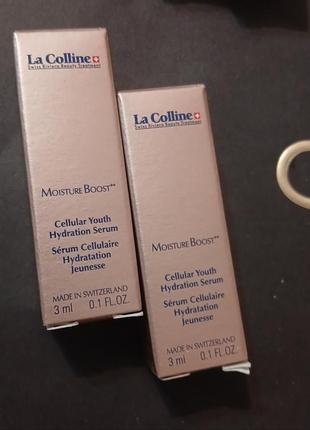 La Colline
Swiss Riviera Beauty Treatment
MOISTURE BOOST++
Cellular Youth
Hydration Serum
Sérum Cellulaire
Hydratation
Jeunesse
MADE IN SWITZERLAND
3 ml 0.1 FL.OZ.
La Colline
Swiss Riviera Beauty Treatment
MOISTURE BOOST++
Cellular Youth
Hydration Serum
Sérum Cellulaire
Hydratation
Jeunesse
MADE IN SWITZERLAND
3 ml 0.1 FL.OZ.